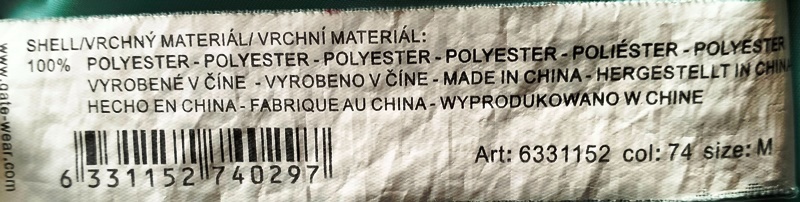 SHELL/VRCHNÝ MATERIÁL/ VRCHNÍ MATERIÁL:
100% POLYESTER - POLYESTER - POLYESTER - POLYESTER - POLIÉSTER - POLYESTER
VYROBENÉ V ČÍNE - VYROBENO V ČÍNE - MADE IN CHINA - HERGESTELLT IN CHINA
HECHO EN CHINA - FABRIQUE AU CHINA - WYPRODUKOWANO W CHINE
Art: 6331152 col: 74 size: M
6 331152 740297
www.gate-wear.com